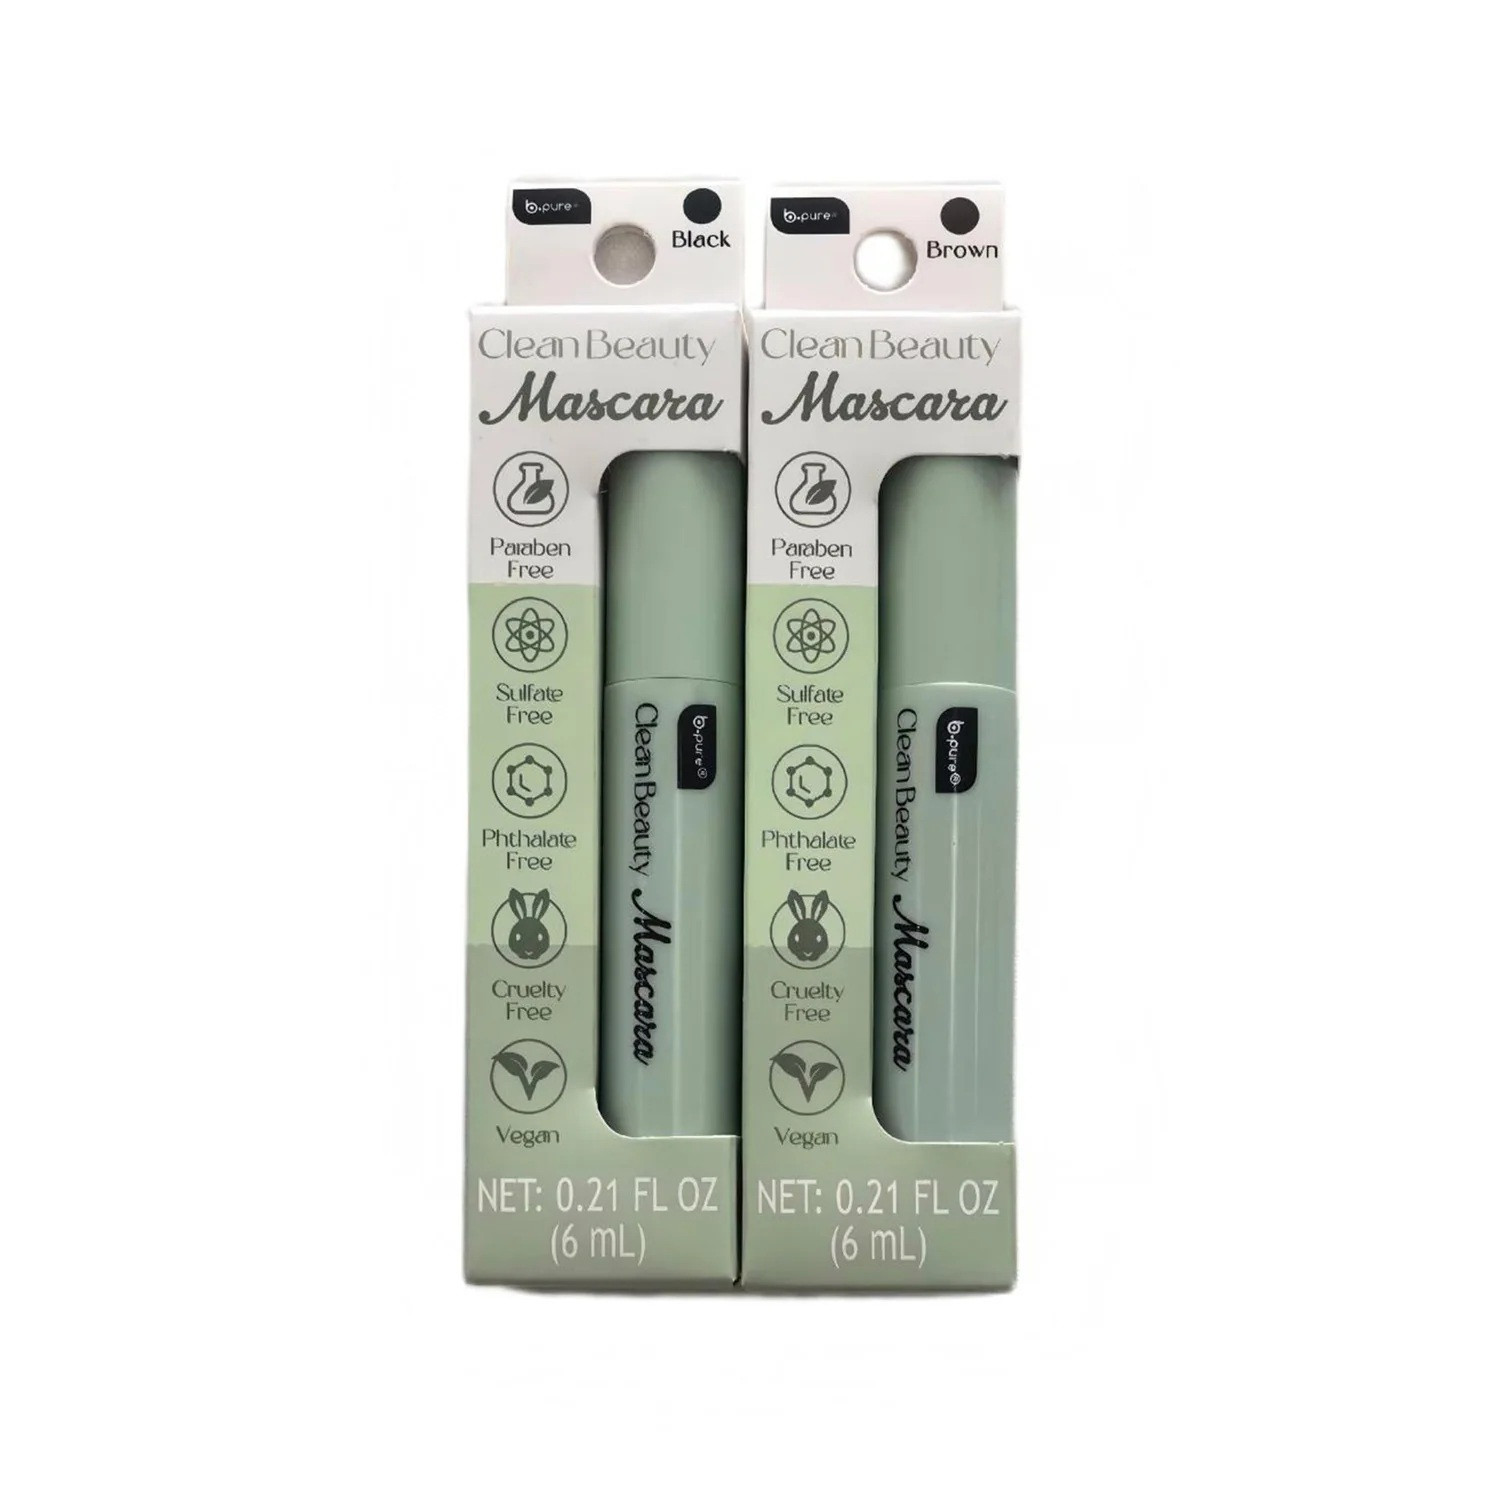 b.pure
Black
Clean Beauty
Mascara
Paraben
Free
Sulfate
Free
Phthalate
Free
Cruelty
Free
Vegan
NET: 0.21 FL OZ
(6 mL)
b.pure®
Clean Beauty Mascara
b.pure
Brown
Clean Beauty
Mascara
Paraben
Free
Sulfate
Free
Phthalate
Free
Cruelty
Free
Vegan
NET: 0.21 FL OZ
(6 mL)
b.pure®
Clean Beauty Mascara